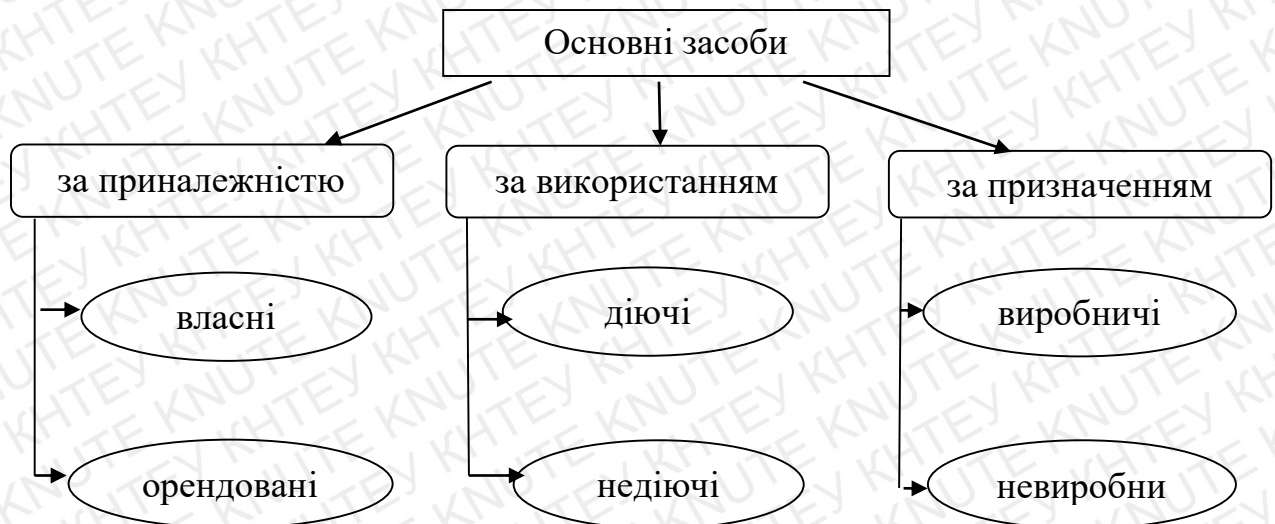 Основні засоби
за приналежністю
за використанням
за призначенням
власні
діючі
виробничі
орендовані
недіючі
невиробни